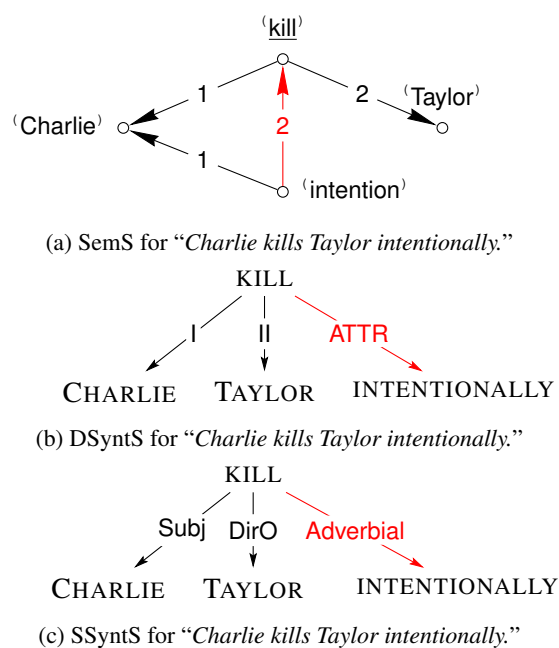 (kill)
1
2
(Taylor)
(Charlie)
2
1
(intention)
(a) SemS for “Charlie kills Taylor intentionally.”
KILL
I II ATTR
CHARLIE TAYLOR INTENTIONALLY
(b) DSyntS for “Charlie kills Taylor intentionally.”
KILL
Subj DirO Adverbial
CHARLIE TAYLOR INTENTIONALLY
(c) SSyntS for “Charlie kills Taylor intentionally.”